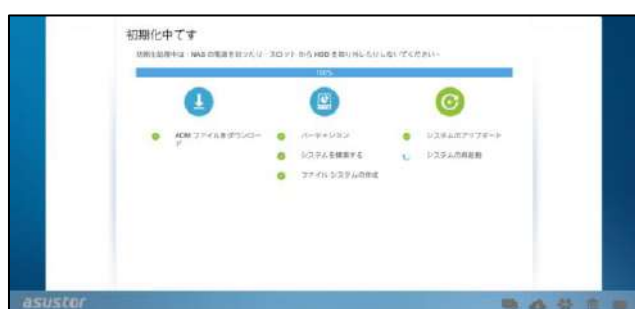 初期化中です
初期化処理中は、NAS の電源を切ったり、スロット から HDD を取り外したりしないでください。
100%
ADM ファイルをダウンロー
ド
パーティション
システムを構築する
ファイル システムの作成
システムのアップデート
システムの再起動
asustor